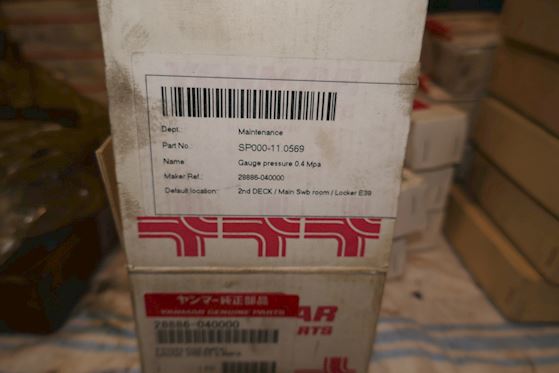 Dept.: Maintenance
Part No.: SP000-11.0569
Name Gauge pressure 0.4 Mpa
Maker Ref.: 28886-040000
Default location: 2nd DECK / Main Swb room / Locker E39
ヤンマー純正部品
YANMAR GENUINE PARTS
28886-040000